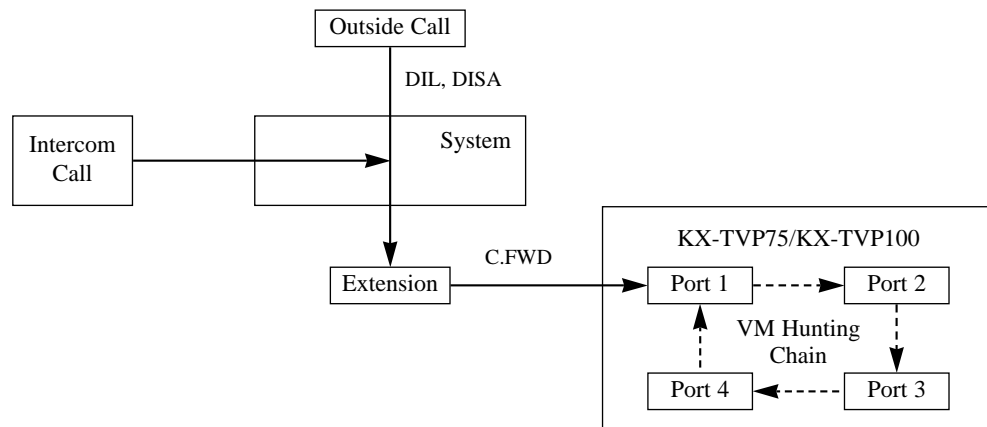 Outside Call
DIL, DISA
Intercom
Call
System
KX-TVP75/KX-TVP100
C.FWD
Extension
Port 1
Port 2
VM Hunting
Chain
Port 4
Port 3